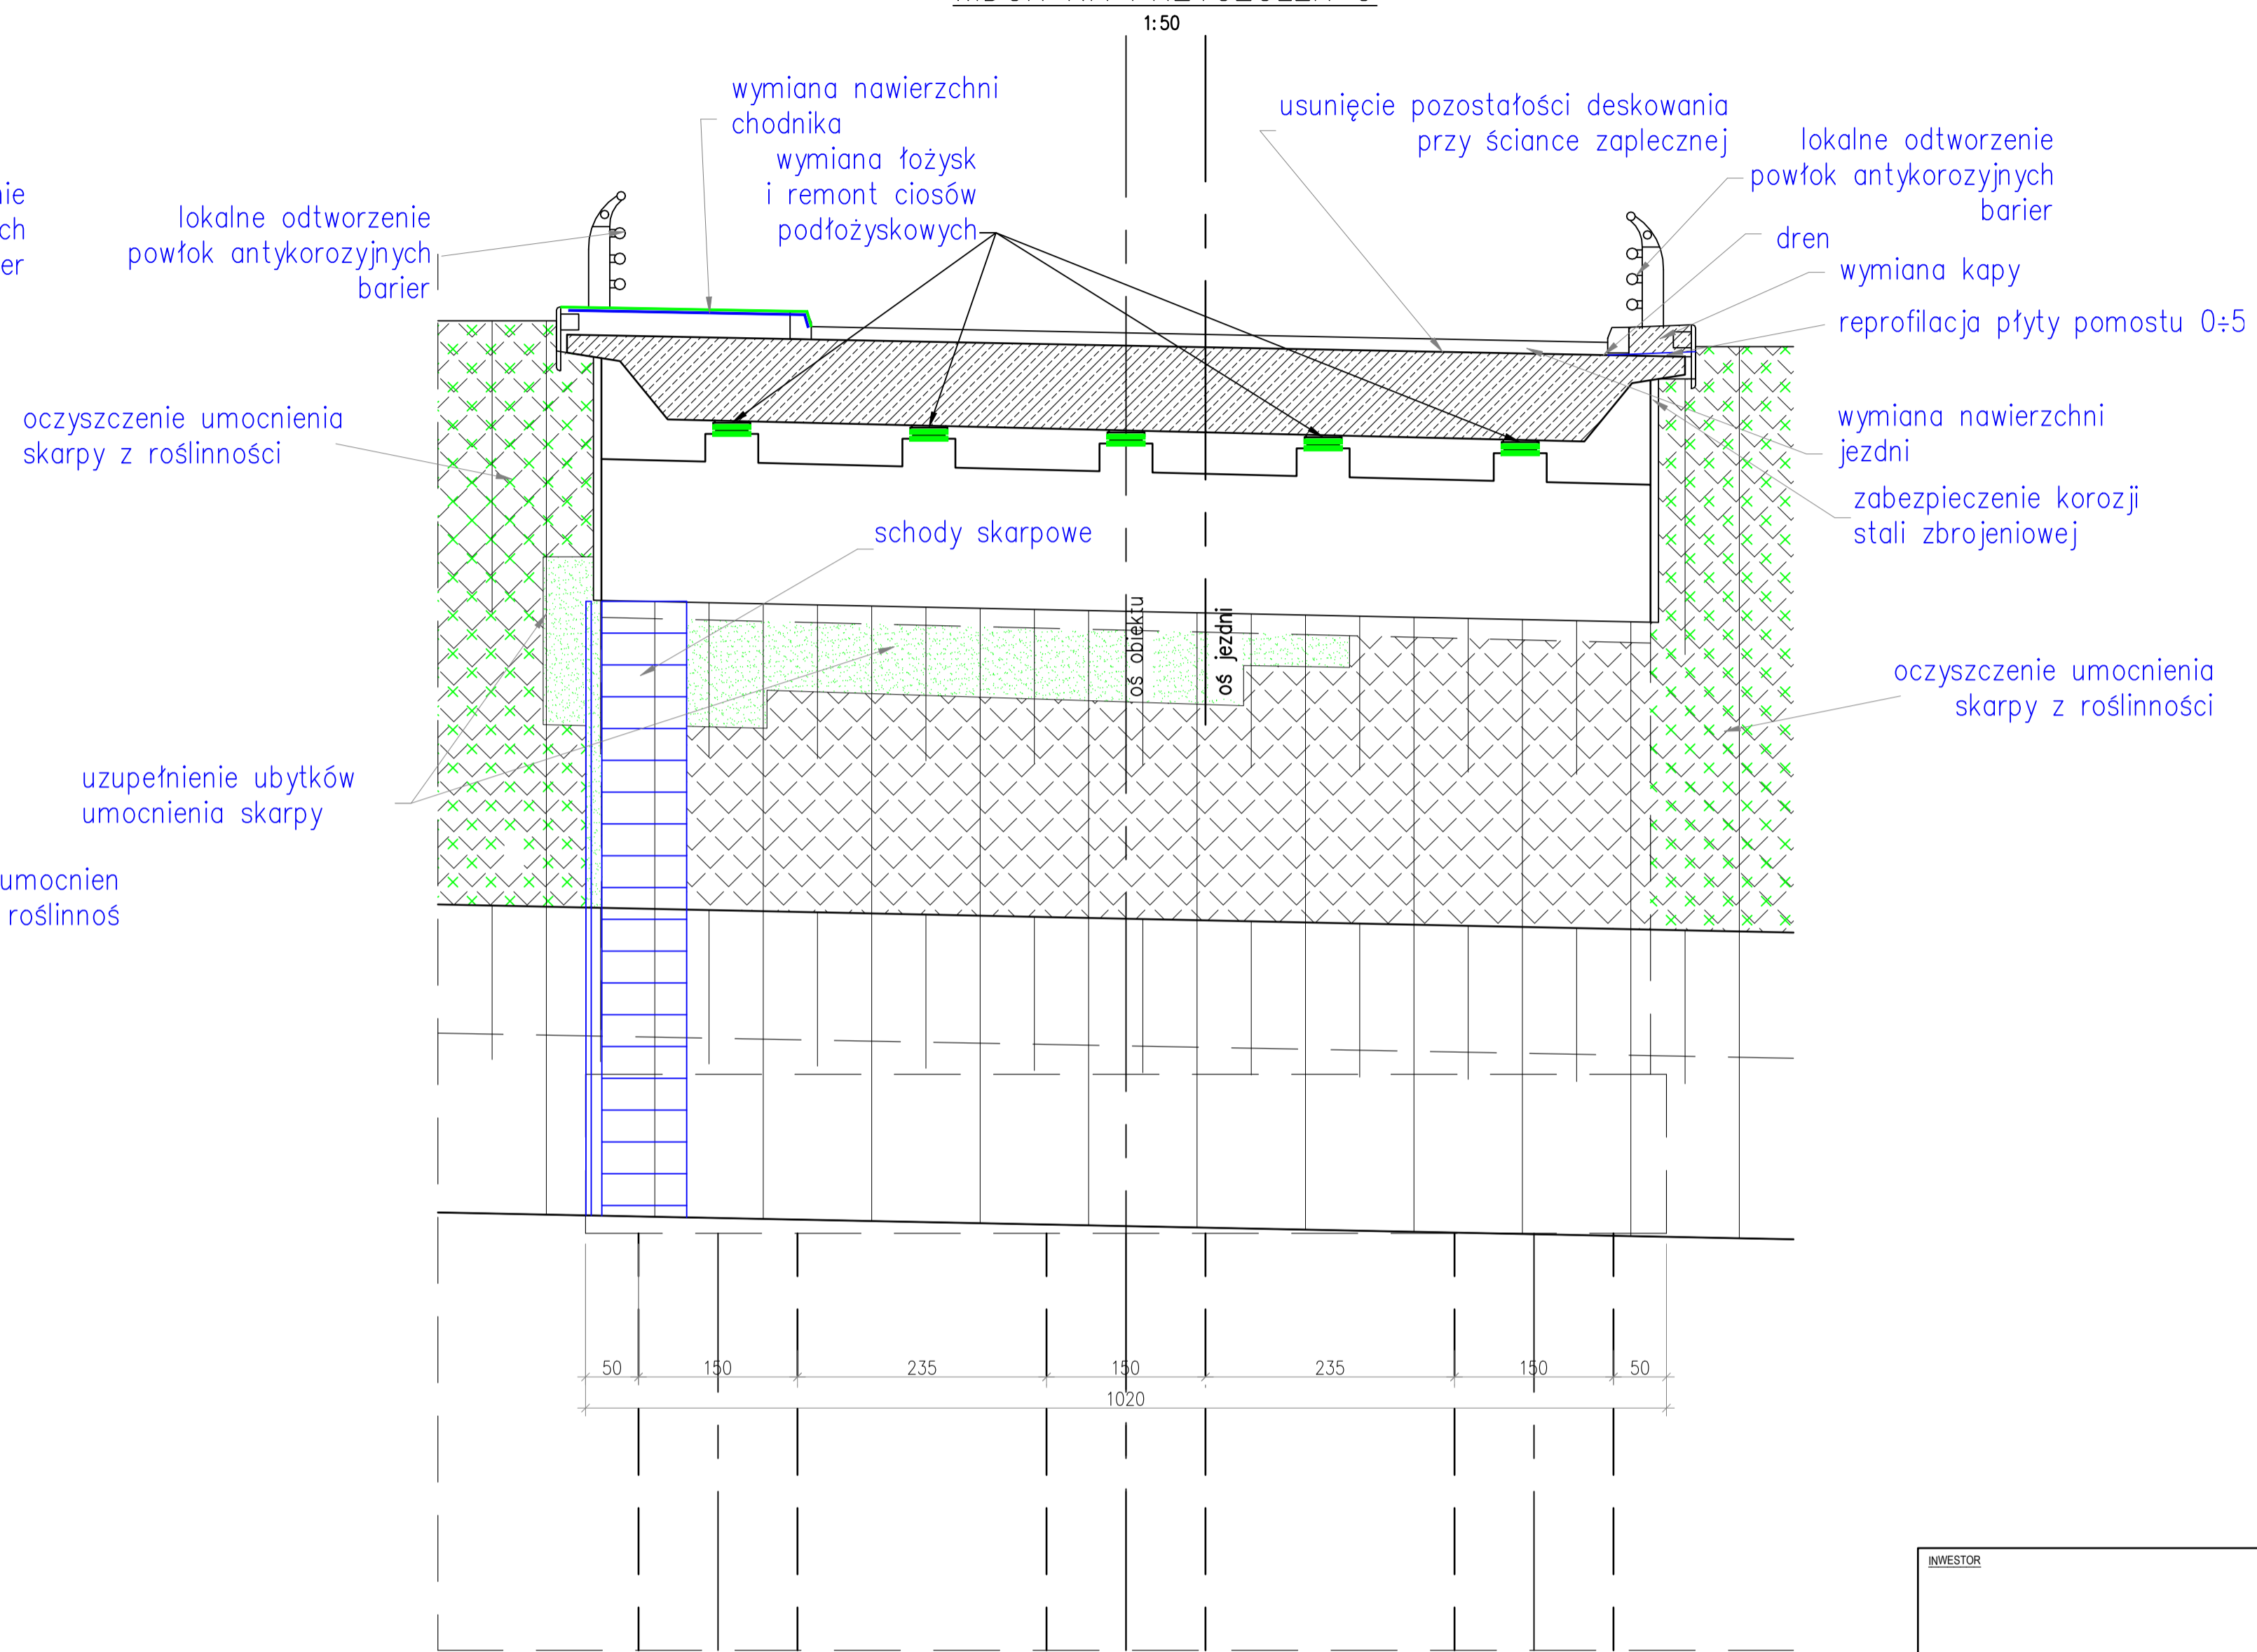 1:50
wymiana nawierzchni
chodnika
wymiana łożysk
i remont ciosów
podłożyskowych
usunięcie pozostałości deskowania
przy ściance zaplecznej
lokalne odtworzenie
powłok antykorozyjnych
barier
lokalne odtworzenie
powłok antykorozyjnych
barier
dren
wymiana kapy
reprofilacja płyty pomostu 0÷5
oczyszczenie umocnienia
skarpy z roślinności
wymiana nawierzchni
jezdni
zabezpieczenie korozji
stali zbrojeniowej
schody skarpowe
oś obiektu
oś jezdni
oczyszczenie umocnienia
skarpy z roślinności
uzupełnienie ubytków
umocnienia skarpy
umocnien
roślinnoś
50 150 235 150 235 150 50
1020
INWESTOR